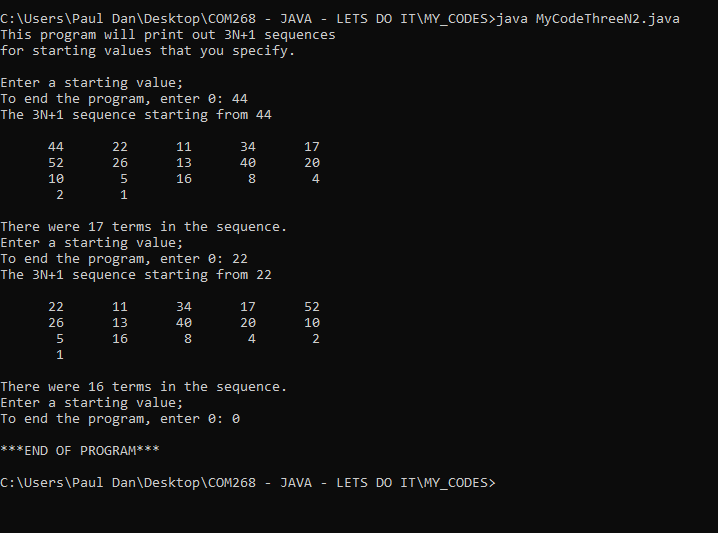 C:\Users\Paul Dan\Desktop\COM268 - JAVA - LETS DO IT\MY_CODES>java MyCodeThreeN2.java
This program will print out 3N+1 sequences
for starting values that you specify.
Enter a starting value;
To end the program, enter 0: 44
The 3N+1 sequence starting from 44
44 22 11 34 17
52 26 13 40 20
10 5 16 8 4
2 1
There were 17 terms in the sequence.
Enter a starting value;
To end the program, enter 0: 22
The 3N+1 sequence starting from 22
22 11 34 17 52
26 13 40 20 10
5 16 8 4 2
1
There were 16 terms in the sequence.
Enter a starting value;
To end the program, enter 0: 0
***END OF PROGRAM***
C:\Users\Paul Dan\Desktop\COM268 - JAVA - LETS DO IT\MY_CODES>